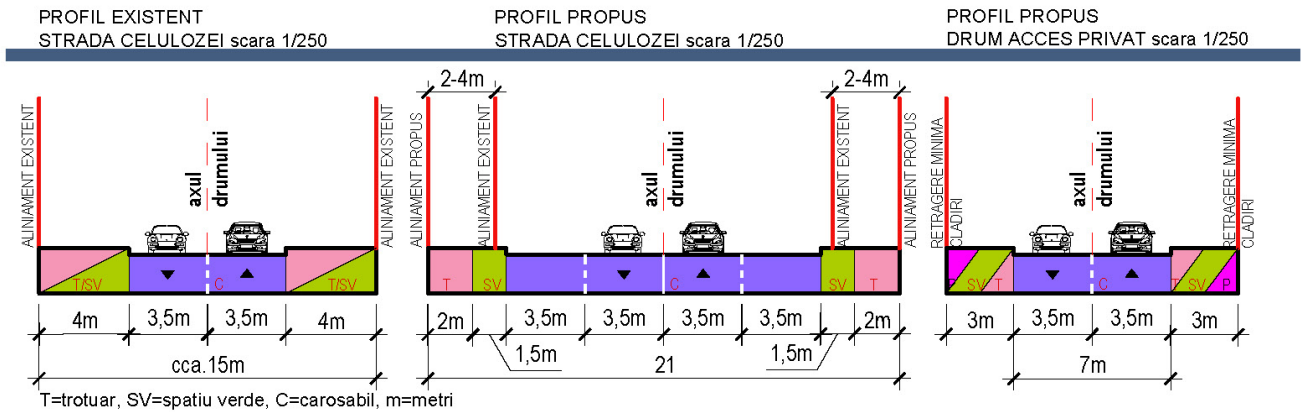 PROFIL EXISTENT
STRADA CELULOZEI scara 1/250
ALINIAMENT EXISTENT
axul
drumului
ALINIAMENT EXISTENT
T/SV
C
T/SV
4m
3,5m
3,5m
4m
cca.15m
T=trotuar, SV=spatiu verde, C=carosabil, m=metri
PROFIL PROPUS
STRADA CELULOZEI scara 1/250
2-4m
2-4m
ALINIAMENT PROPUS
ALINIAMENT EXISTENT
axul
drumului
ALINIAMENT EXISTENT
ALINIAMENT PROPUS
T
SV
C
SV
T
2m
3,5m
3,5m
3,5m
3,5m
2m
1,5m
1,5m
21
PROFIL PROPUS
DRUM ACCES PRIVAT scara 1/250
RETRAGERE MINIMA
CLADIRI
axul
drumului
RETRAGERE MINIMA
CLADIRI
P
SV
T
C
T
SV
P
3m
3,5m
3,5m
3m
7m